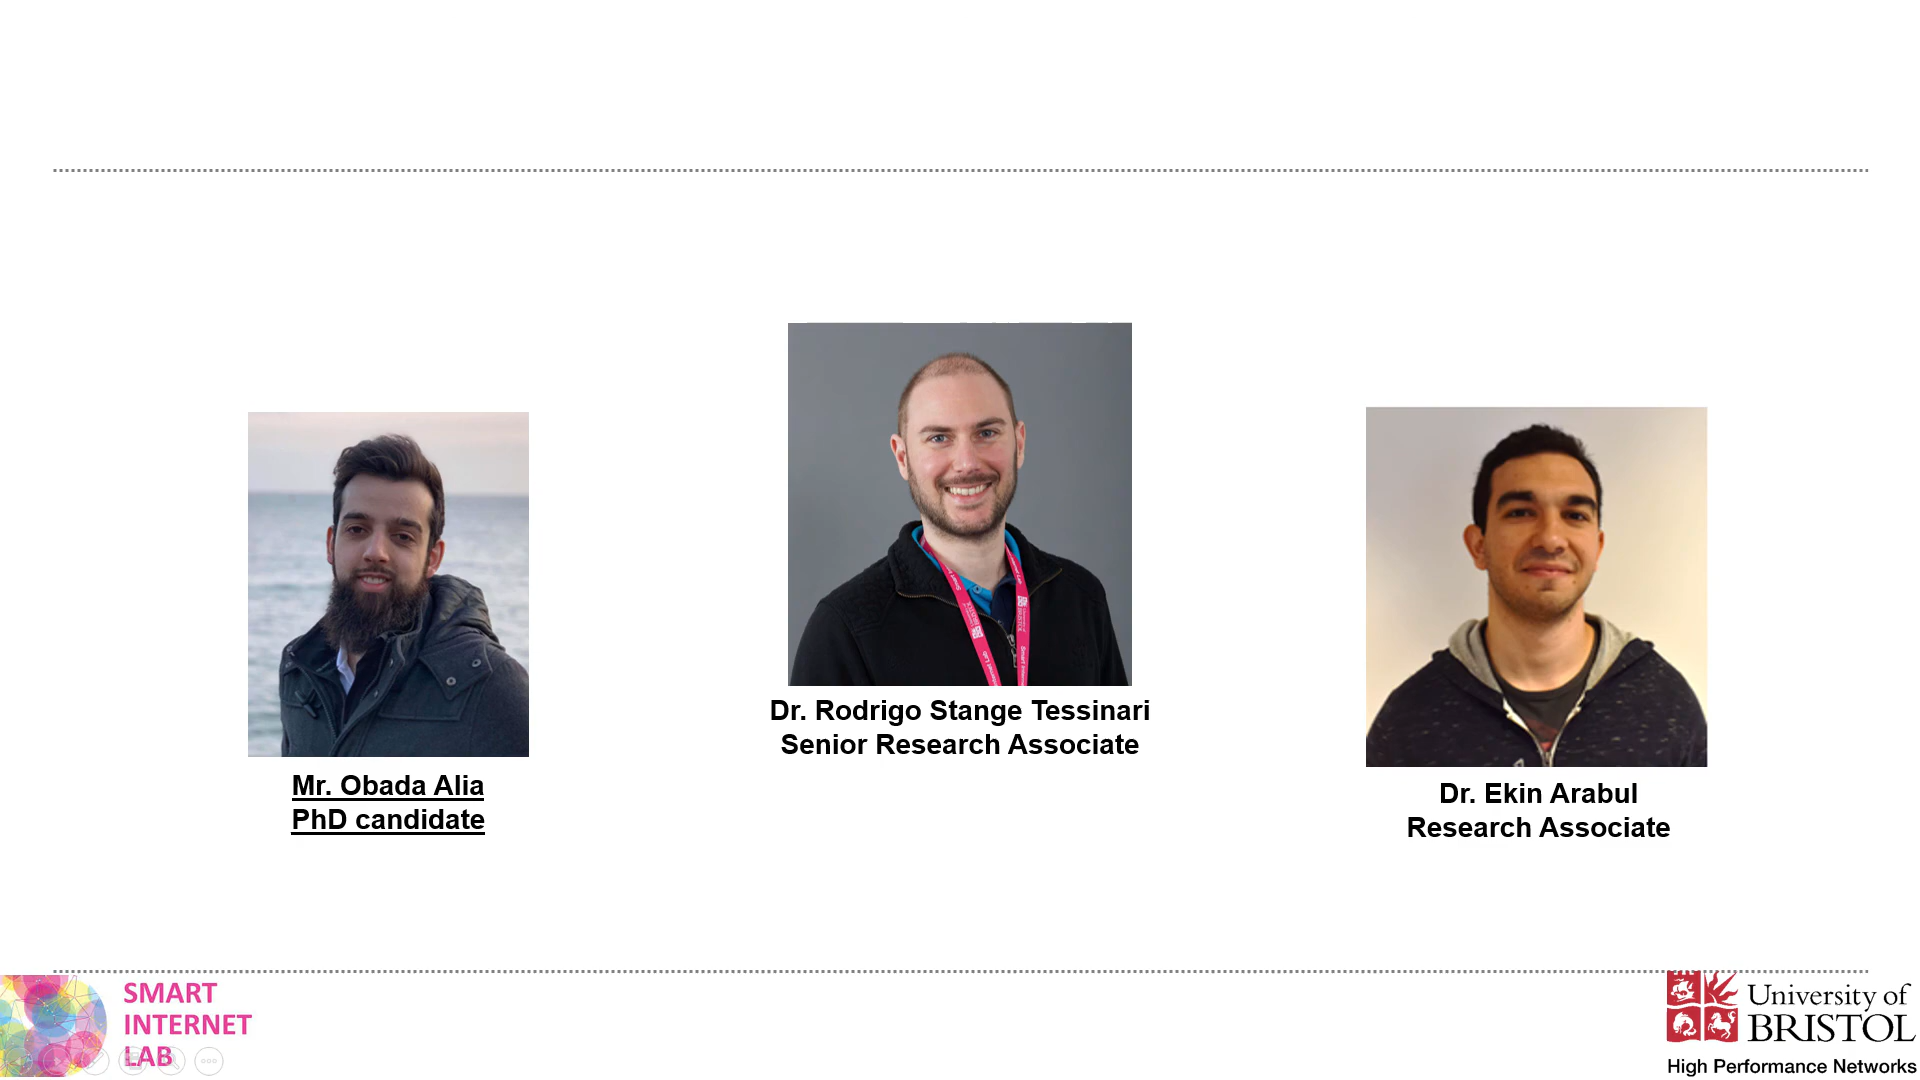 Mr. Obada Alia
PhD candidate
Dr. Rodrigo Stange Tessinari
Senior Research Associate
Dr. Ekin Arabul
Research Associate
SMART
INTERNET
LAB
University of
BRISTOL
High Performance Networks